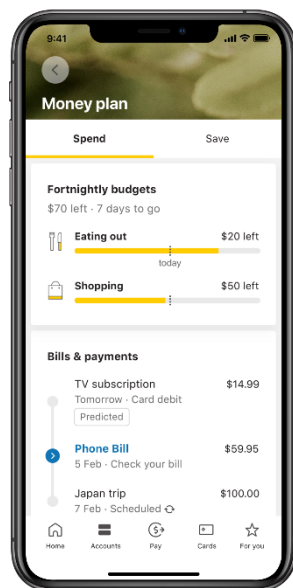 9:41
Money plan
Spend Save
Fortnightly budgets
$70 left · 7 days to go
Eating out $20 left
today
Shopping $50 left
Bills & payments
TV subscription $14.99
Tomorrow · Card debit
Predicted
Phone Bill $59.95
5 Feb · Check your bill
Japan trip $100.00
7 Feb · Scheduled
Home Accounts Pay Cards For you